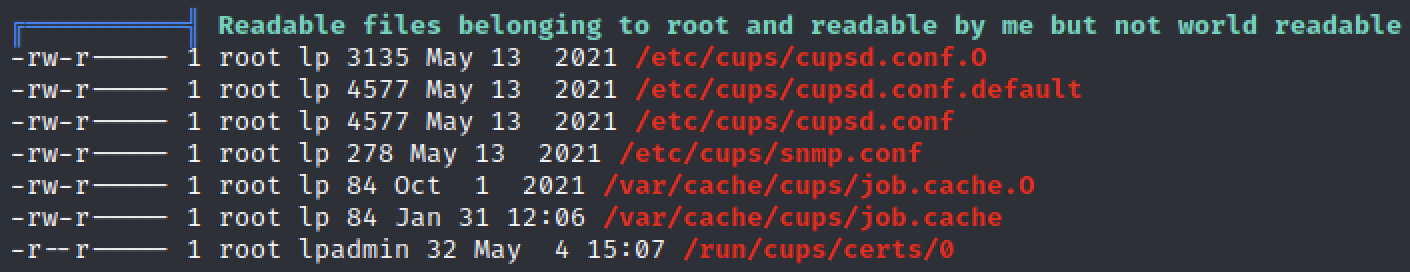 ╔══════════╣ Readable files belonging to root and readable by me but not world readable
-rw-r----- 1 root lp 3135 May 13  2021 /etc/cups/cupsd.conf.O
-rw-r----- 1 root lp 4577 May 13  2021 /etc/cups/cupsd.conf.default
-rw-r----- 1 root lp 4577 May 13  2021 /etc/cups/cupsd.conf
-rw-r----- 1 root lp 278 May 13  2021 /etc/cups/snmp.conf
-rw-r----- 1 root lp 84 Oct  1  2021 /var/cache/cups/job.cache.O
-rw-r----- 1 root lp 84 Jan 31 12:06 /var/cache/cups/job.cache
-r--r----- 1 root lpadmin 32 May  4 15:07 /run/cups/certs/0